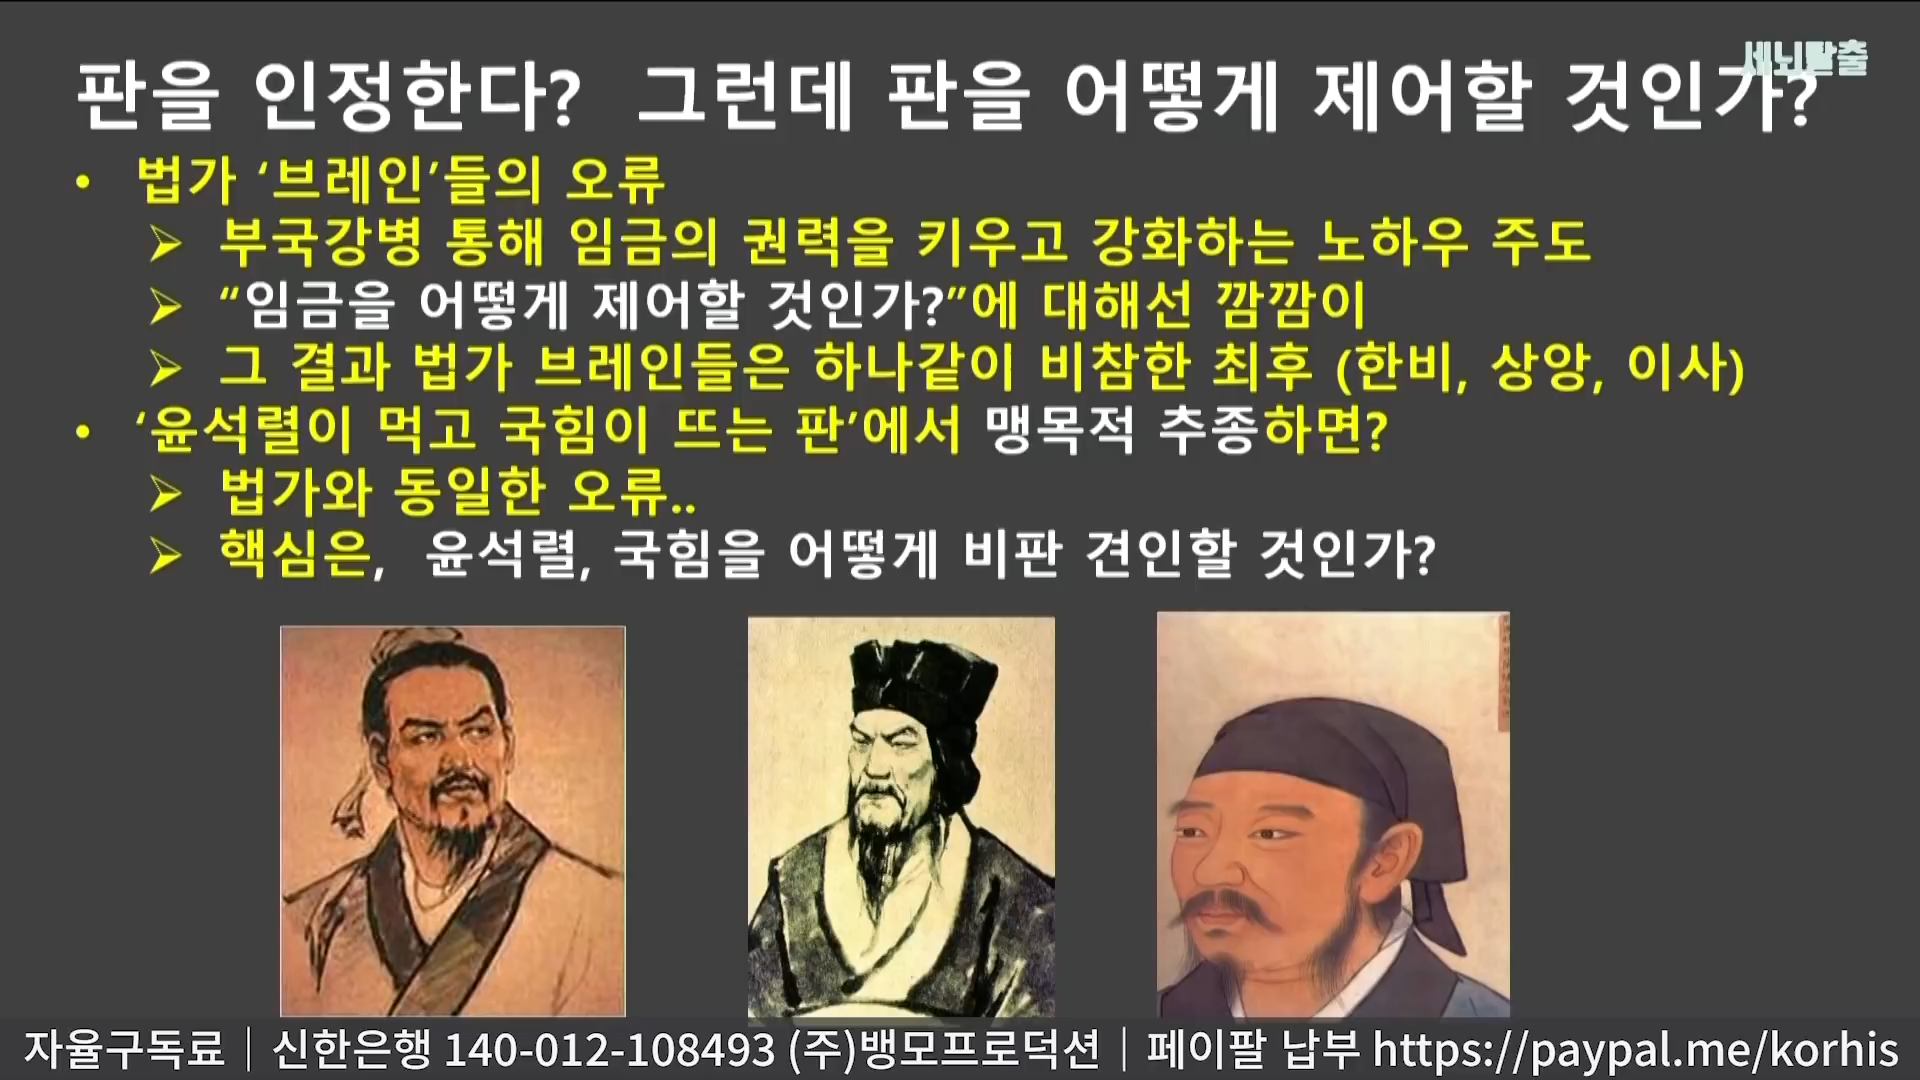 세뇌탈출
판을 인정한다? 그런데 판을 어떻게 제어할 것인가?
• 법가 ‘브레인’들의 오류
➢ 부국강병 통해 임금의 권력을 키우고 강화하는 노하우 주도
➢ “임금을 어떻게 제어할 것인가?”에 대해선 깜깜이
➢ 그 결과 법가 브레인들은 하나같이 비참한 최후 (한비, 상앙, 이사)
• ‘윤석렬이 먹고 국힘이 뜨는 판’에서 맹목적 추종하면?
➢ 법가와 동일한 오류..
➢ 핵심은, 윤석렬, 국힘을 어떻게 비판 견인할 것인가?
자율구독료 | 신한은행 140-012-108493 (주)뱅모프로덕션 | 페이팔 납부 https://paypal.me/korhis